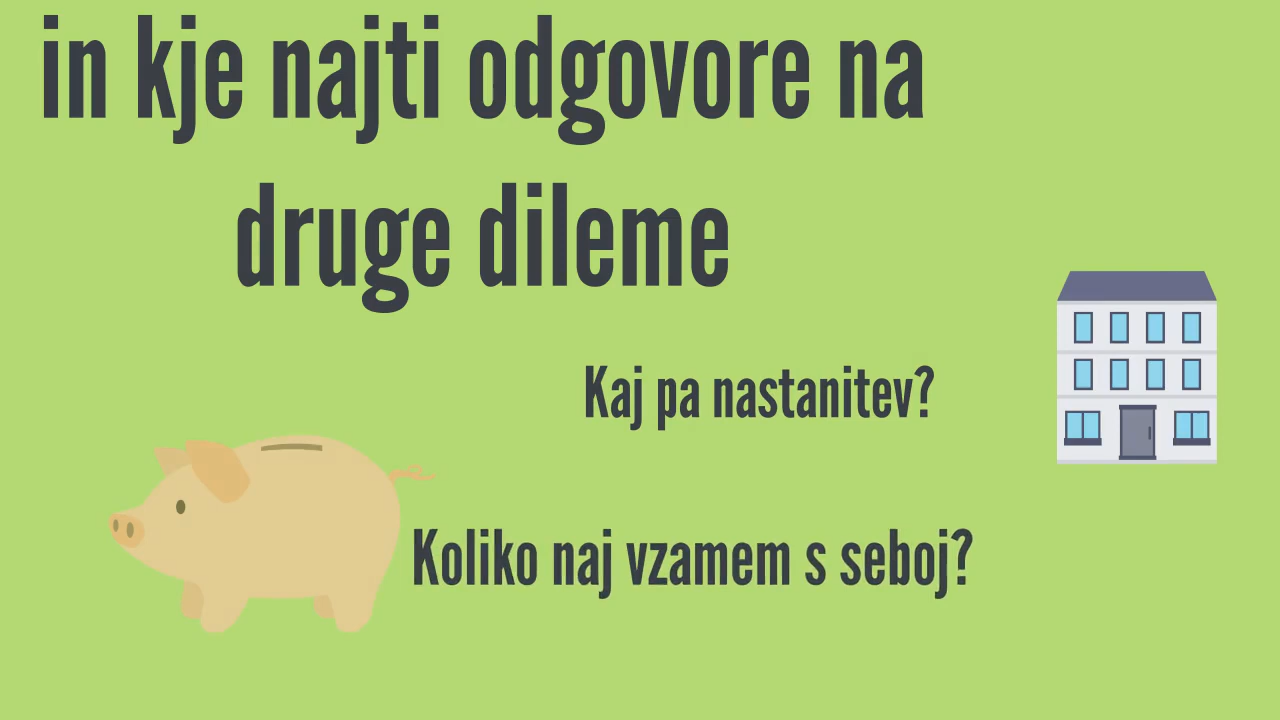 in kje najti odgovore na
druge dileme
Kaj pa nastanitev?
Koliko naj vzamem s seboj?